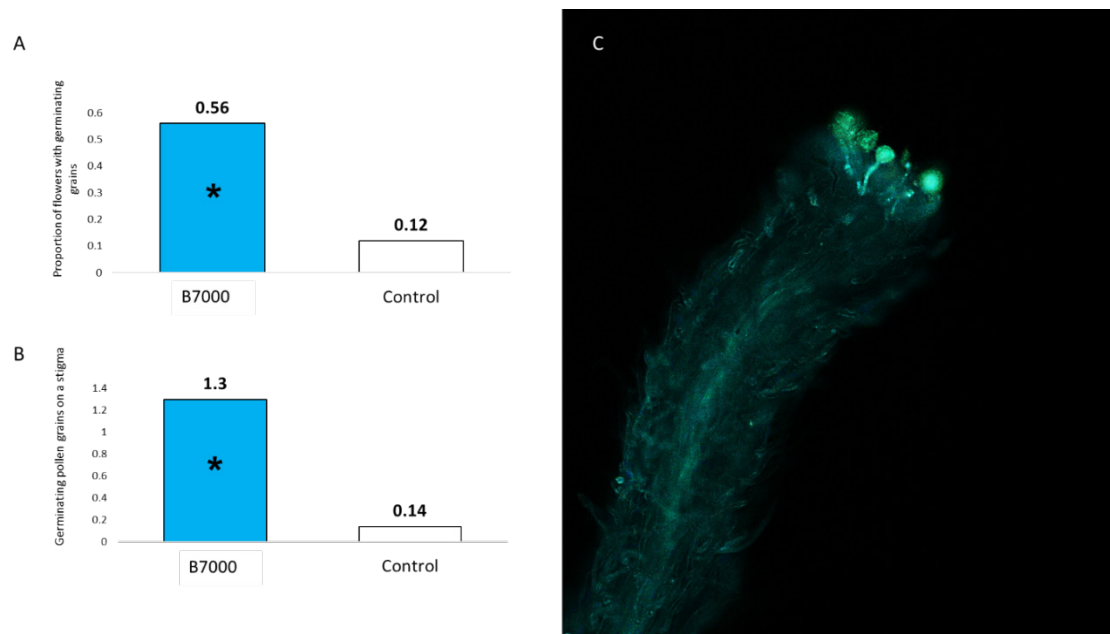 A
Proportion of flowers with germinating
grains
0.6
0.5
0.4
0.3
0.2
0.1
0
0.56
*
0.12
B7000
Control
B
Germinating pollen grains on a stigma
1.4
1.2
1
0.8
0.6
0.4
0.2
0
1.3
*
0.14
B7000
Control
C